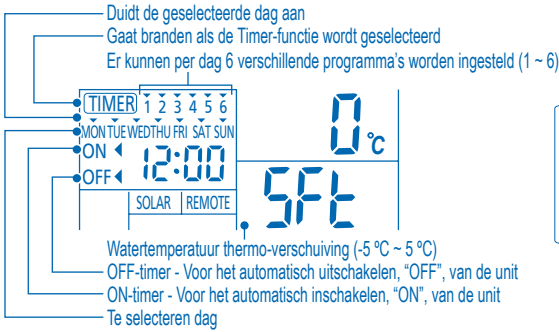 Duidt de geselecteerde dag aan
Gaat branden als de Timer-functie wordt geselecteerd
Er kunnen per dag 6 verschillende programma's worden ingesteld (1 ~ 6)
TIMER 1 2 3 4 5 6
MON TUE WED THU FRI SAT SUN
ON
12:00
OFF
0 °C
SOLAR REMOTE
.SFt
Watertemperatuur thermo-verschuiving (-5 ºC ~ 5 ºC)
OFF-timer - Voor het automatisch uitschakelen, “OFF”, van de unit
ON-timer - Voor het automatisch inschakelen, “ON”, van de unit
Te selecteren dag